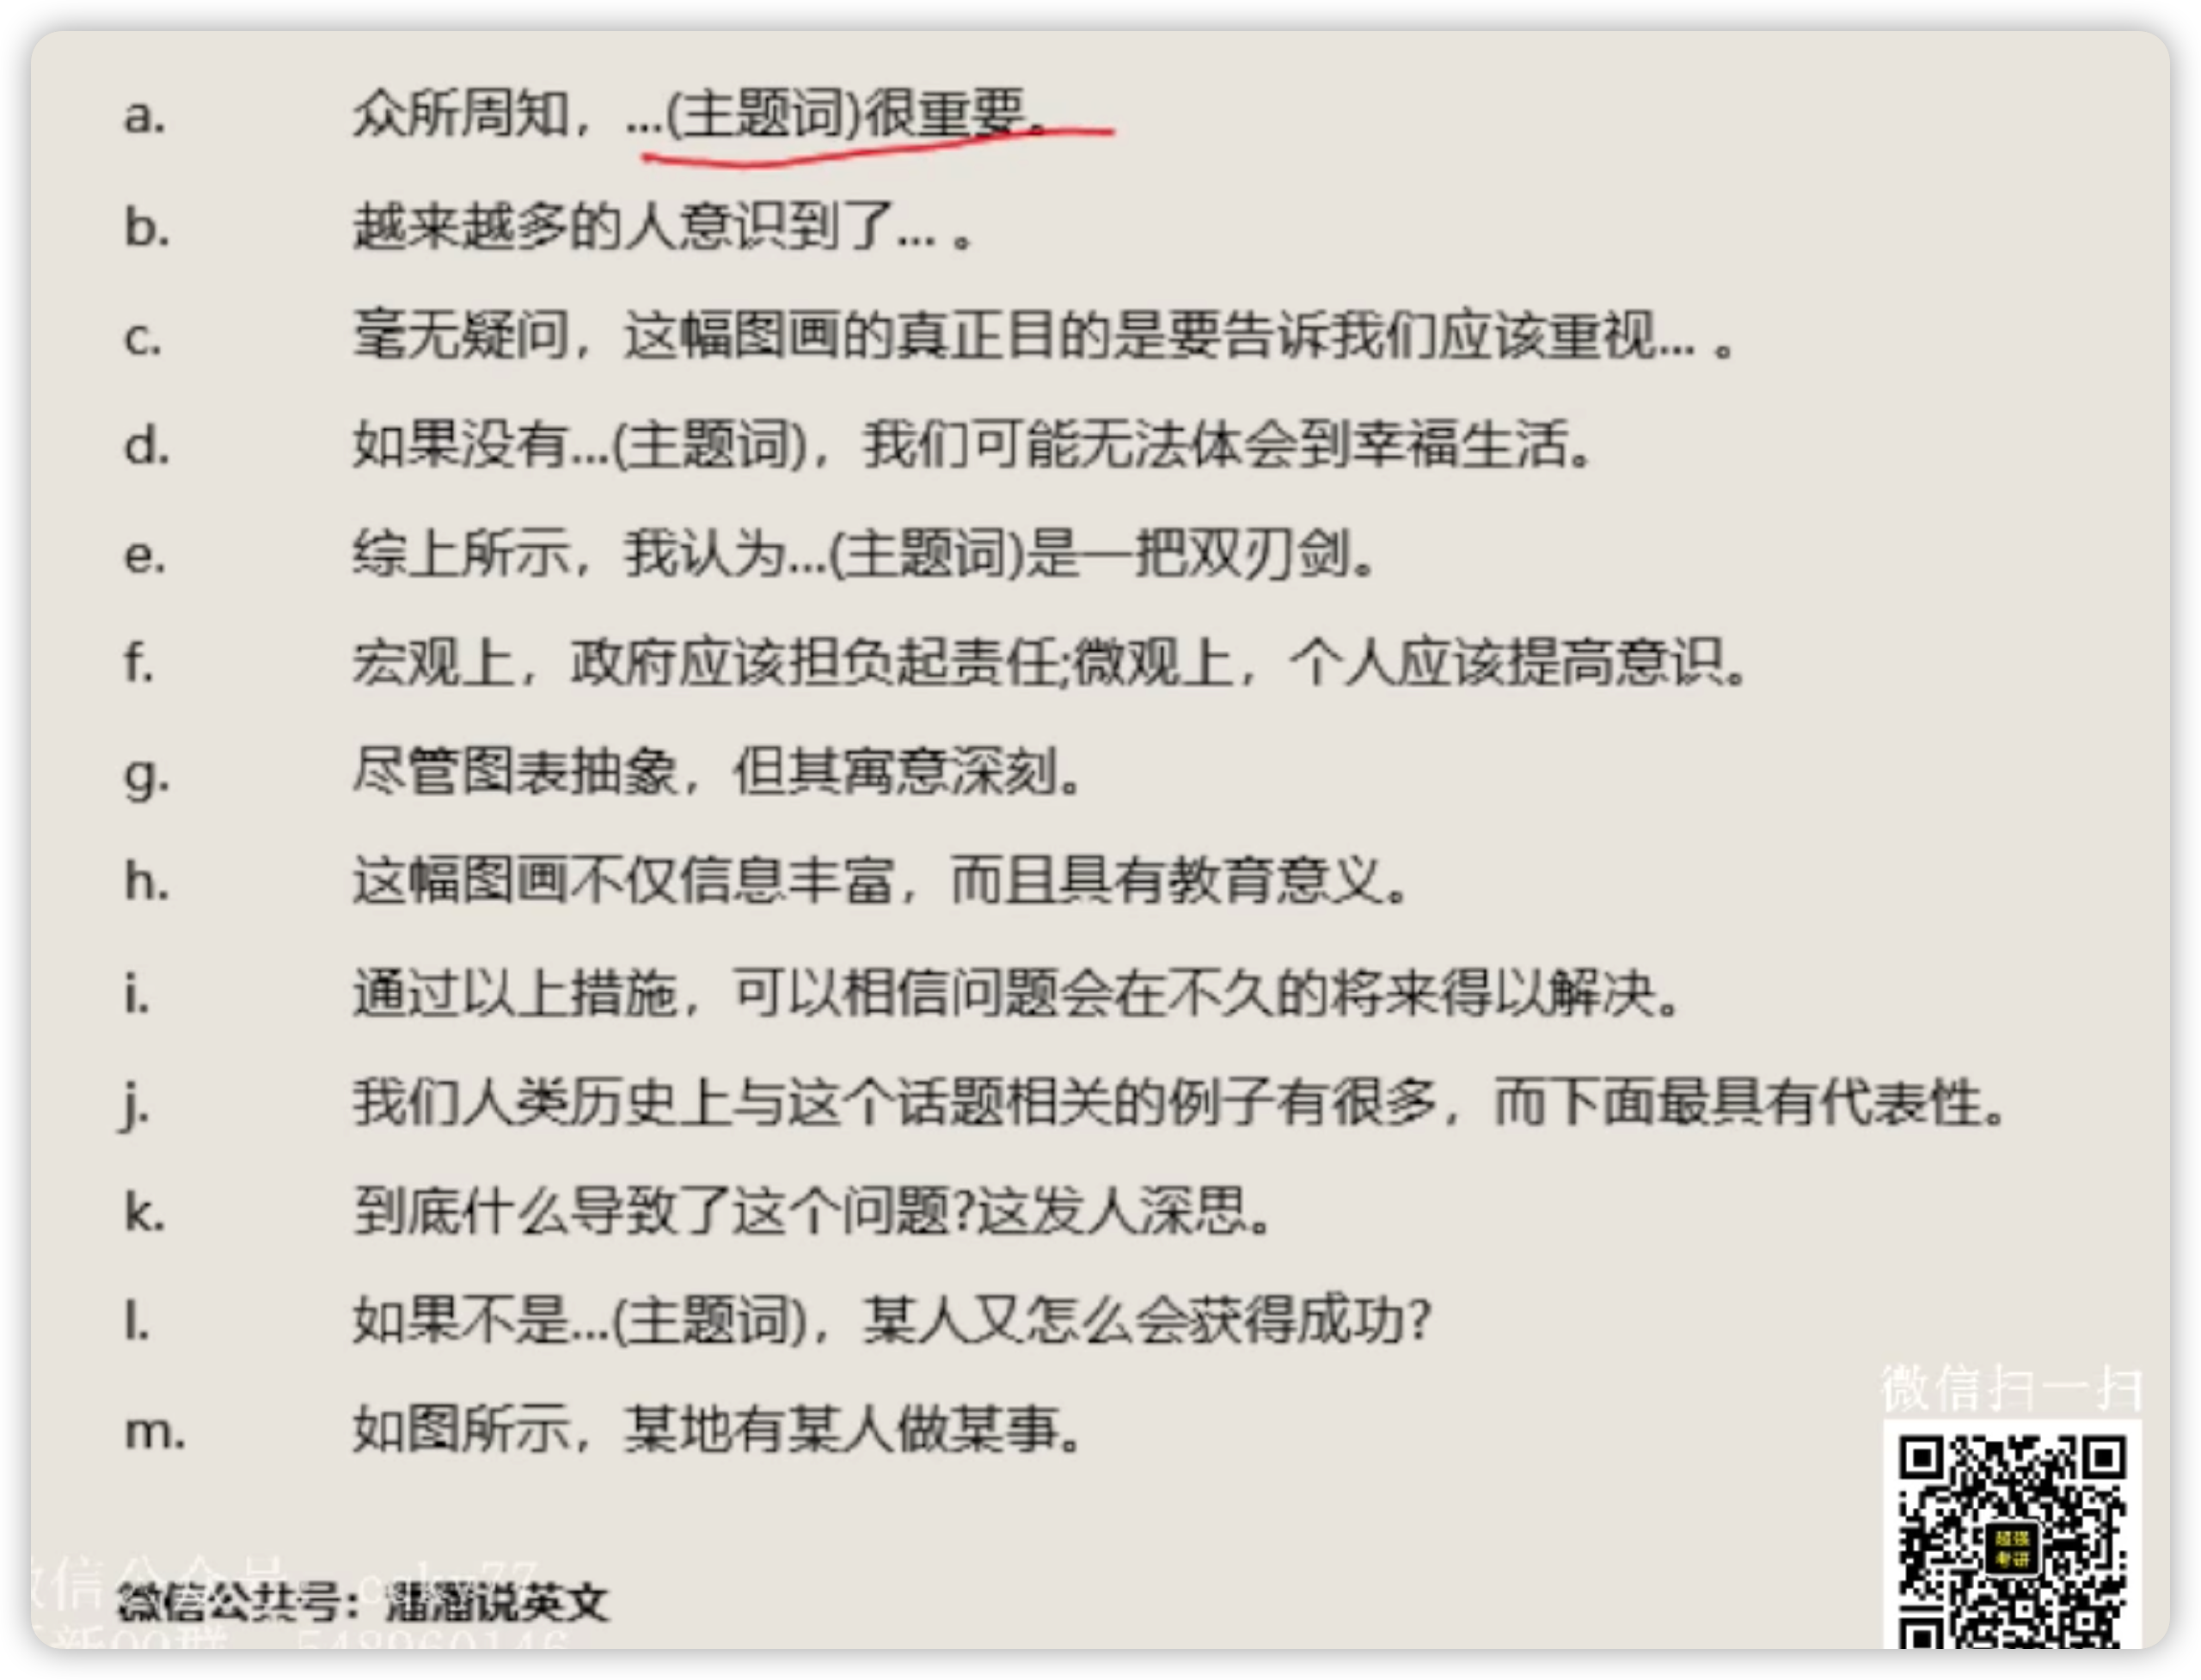 a. 众所周知，...(主题词)很重要。
b. 越来越多的人意识到了... 。
c. 毫无疑问，这幅图画的真正目的是要告诉我们应该重视... 。
d. 如果没有...(主题词)，我们可能无法体会到幸福生活。
e. 综上所示，我认为...(主题词)是一把双刃剑。
f. 宏观上，政府应该担负起责任;微观上，个人应该提高意识。
g. 尽管图表抽象，但其寓意深刻。
h. 这幅图画不仅信息丰富，而且具有教育意义。
i. 通过以上措施，可以相信问题会在不久的将来得以解决。
j. 我们人类历史上与这个话题相关的例子有很多，而下面最具有代表性。
k. 到底什么导致了这个问题?这发人深思。
l. 如果不是...(主题词)，某人又怎么会获得成功?
m. 如图所示，某地有某人做某事。
微信扫一扫
超强
考研
微信公众号：
微信公共号：潘潘说英文